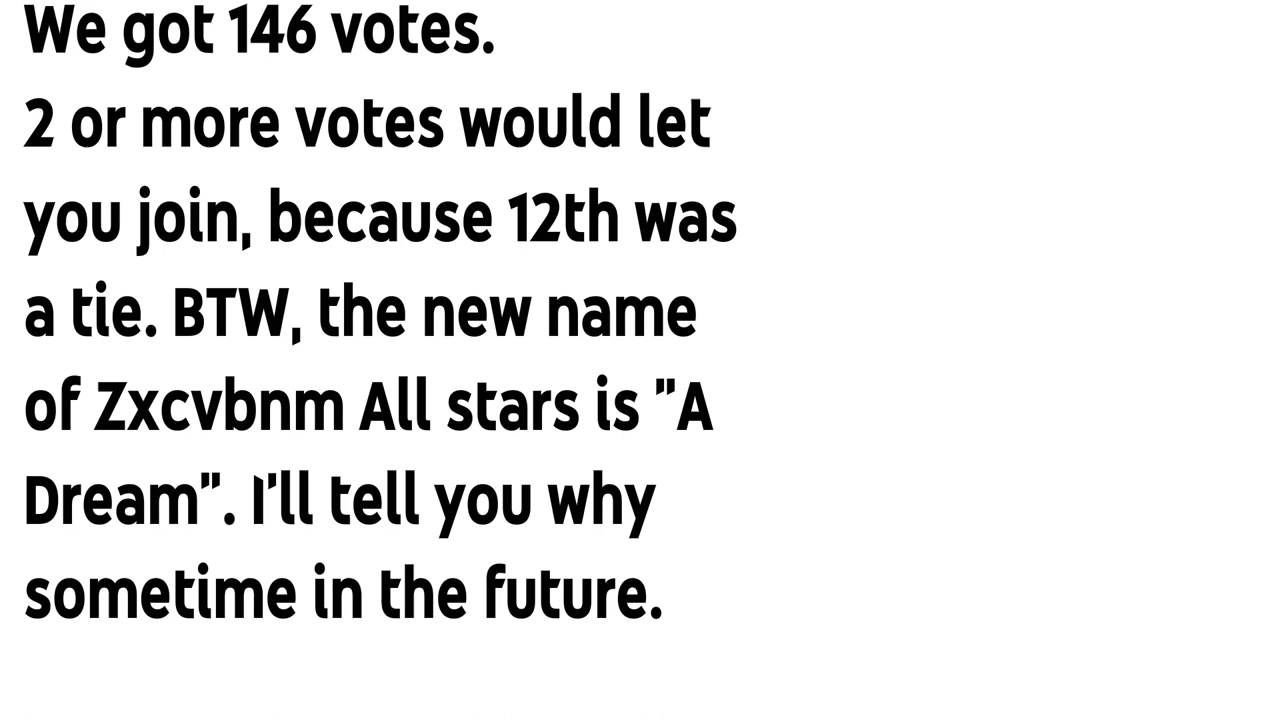 We got 146 votes.
2 or more votes would let
you join, because 12th was
a tie. BTW, the new name
of Zxcvbnm All stars is "A
Dream". I'll tell you why
sometime in the future.